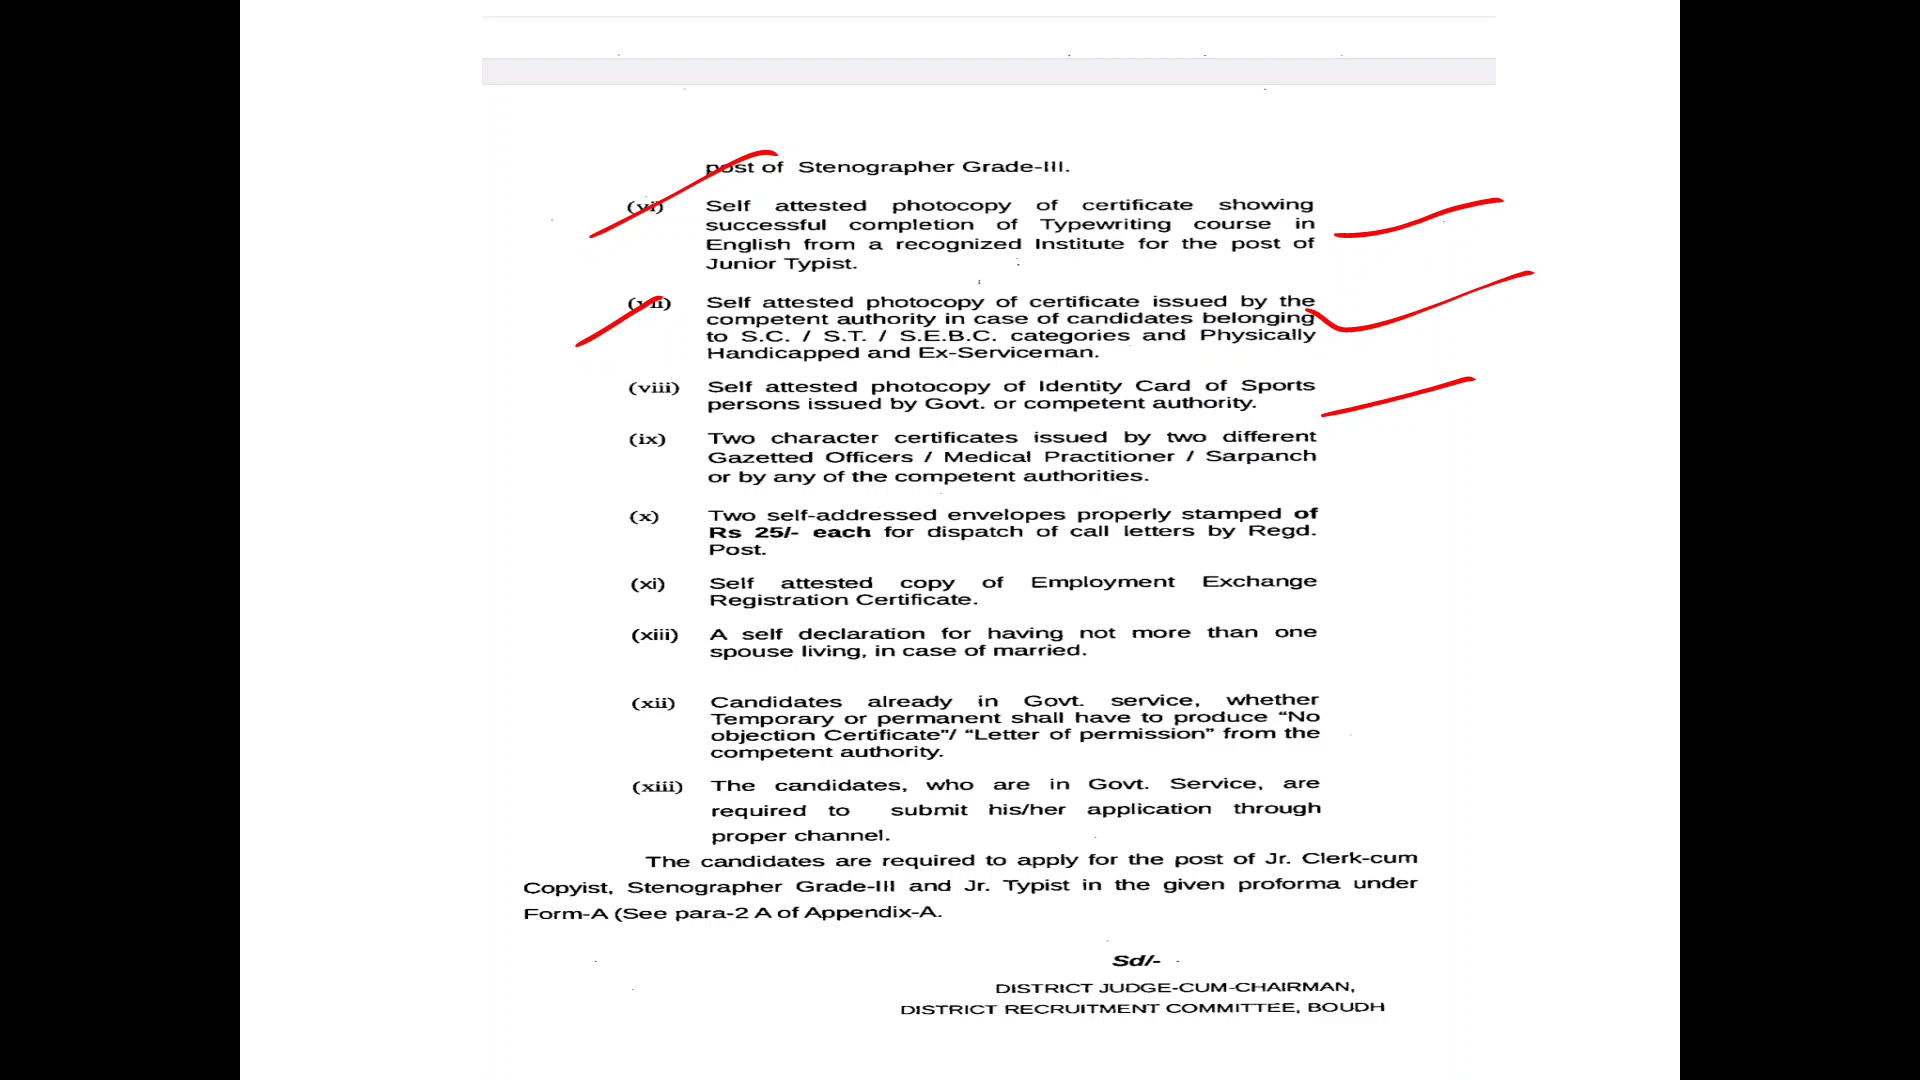 post of Stenographer Grade-III.
(vi) Self attested photocopy of certificate showing
successful completion of Typewriting course in
English from a recognized Institute for the post of
Junior Typist.
(vii) Self attested photocopy of certificate issued by the
competent authority in case of candidates belonging
to S.C. / S.T. / S.E.B.C. categories and Physically
Handicapped and Ex-Serviceman.
(viii) Self attested photocopy of Identity Card of Sports
persons issued by Govt. or competent authority.
(ix) Two character certificates issued by two different
Gazetted Officers / Medical Practitioner / Sarpanch
or by any of the competent authorities.
(x) Two self-addressed envelopes properly stamped of
Rs 25/- each for dispatch of call letters by Regd.
Post.
(xi) Self attested copy of Employment Exchange
Registration Certificate.
(xiii) A self declaration for having not more than one
spouse living, in case of married.
(xii) Candidates already in Govt. service, whether
Temporary or permanent shall have to produce “No
objection Certificate”/ “Letter of permission” from the
competent authority.
(xiii) The candidates, who are in Govt. Service, are
required to submit his/her application through
proper channel.
The candidates are required to apply for the post of Jr. Clerk-cum
Copyist, Stenographer Grade-III and Jr. Typist in the given proforma under
Form-A (See para-2 A of Appendix-A.
Sd/-
DISTRICT JUDGE-CUM-CHAIRMAN,
DISTRICT RECRUITMENT COMMITTEE, BOUDH